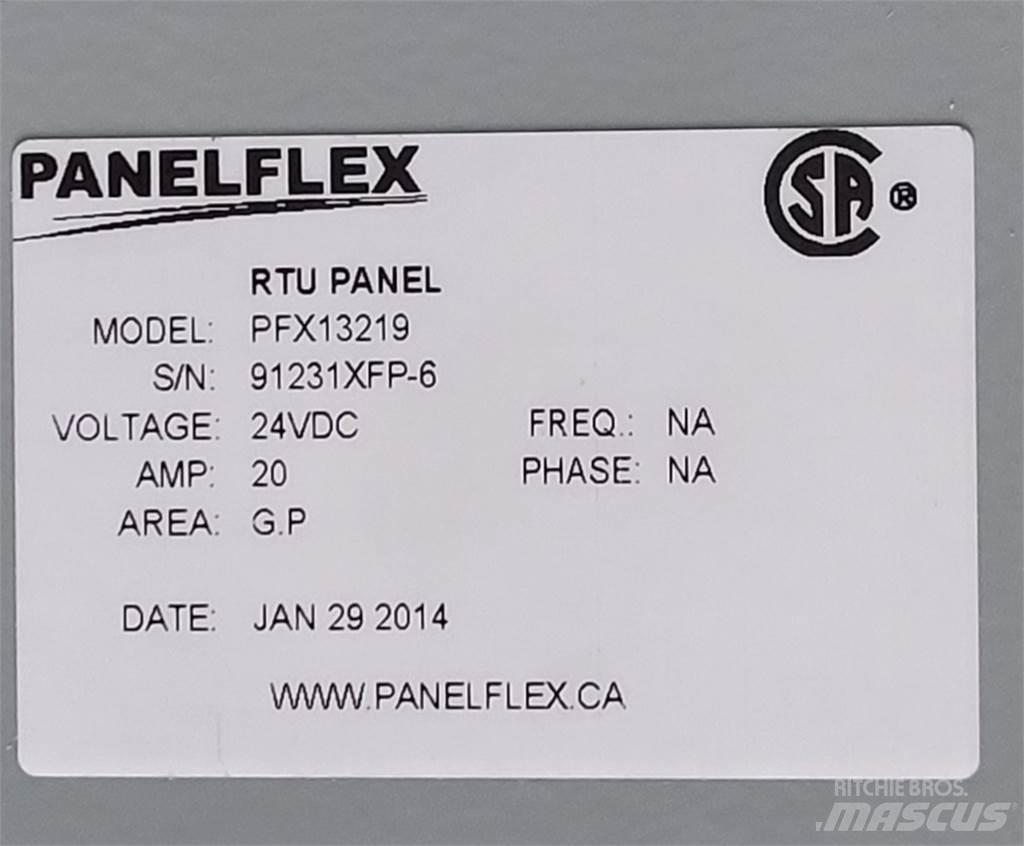 PANELFLEX
CSA ®
RTU PANEL
MODEL: PFX13219
S/N: 91231XFP-6
VOLTAGE: 24VDC FREQ.: NA
AMP: 20 PHASE: NA
AREA: G.P
DATE: JAN 29 2014
WWW.PANELFLEX.CA
RITCHIE BROS.
MASCUS